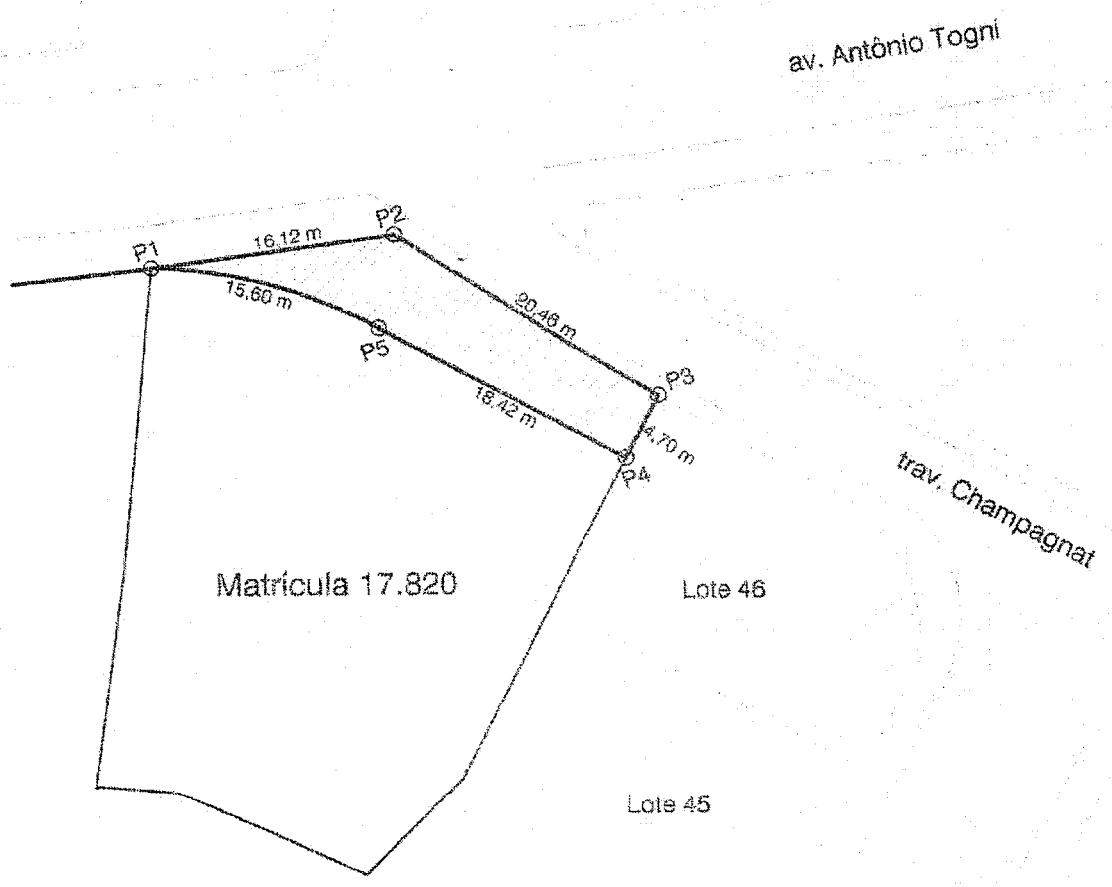 av. Antônio Togni
P2
16,12 m
P1
15,60 m
20,46 m
P5
P3
18,42 m
4,70 m
P4
trav. Champagnat
Matrícula 17.820
Lote 46
Lote 45